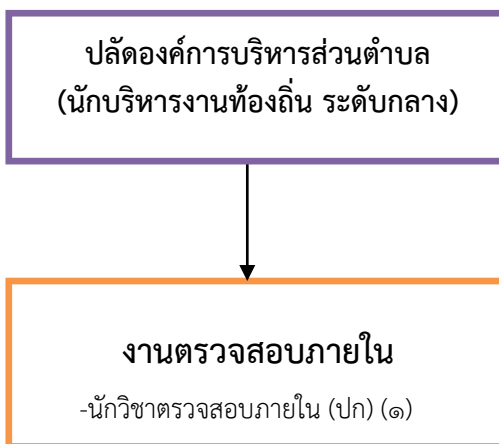 ปลัดองค์การบริหารส่วนตำบล
(นักบริหารงานท้องถิ่น ระดับกลาง)
งานตรวจสอบภายใน
-นักวิชาตรวจสอบภายใน (ปก) (๑)